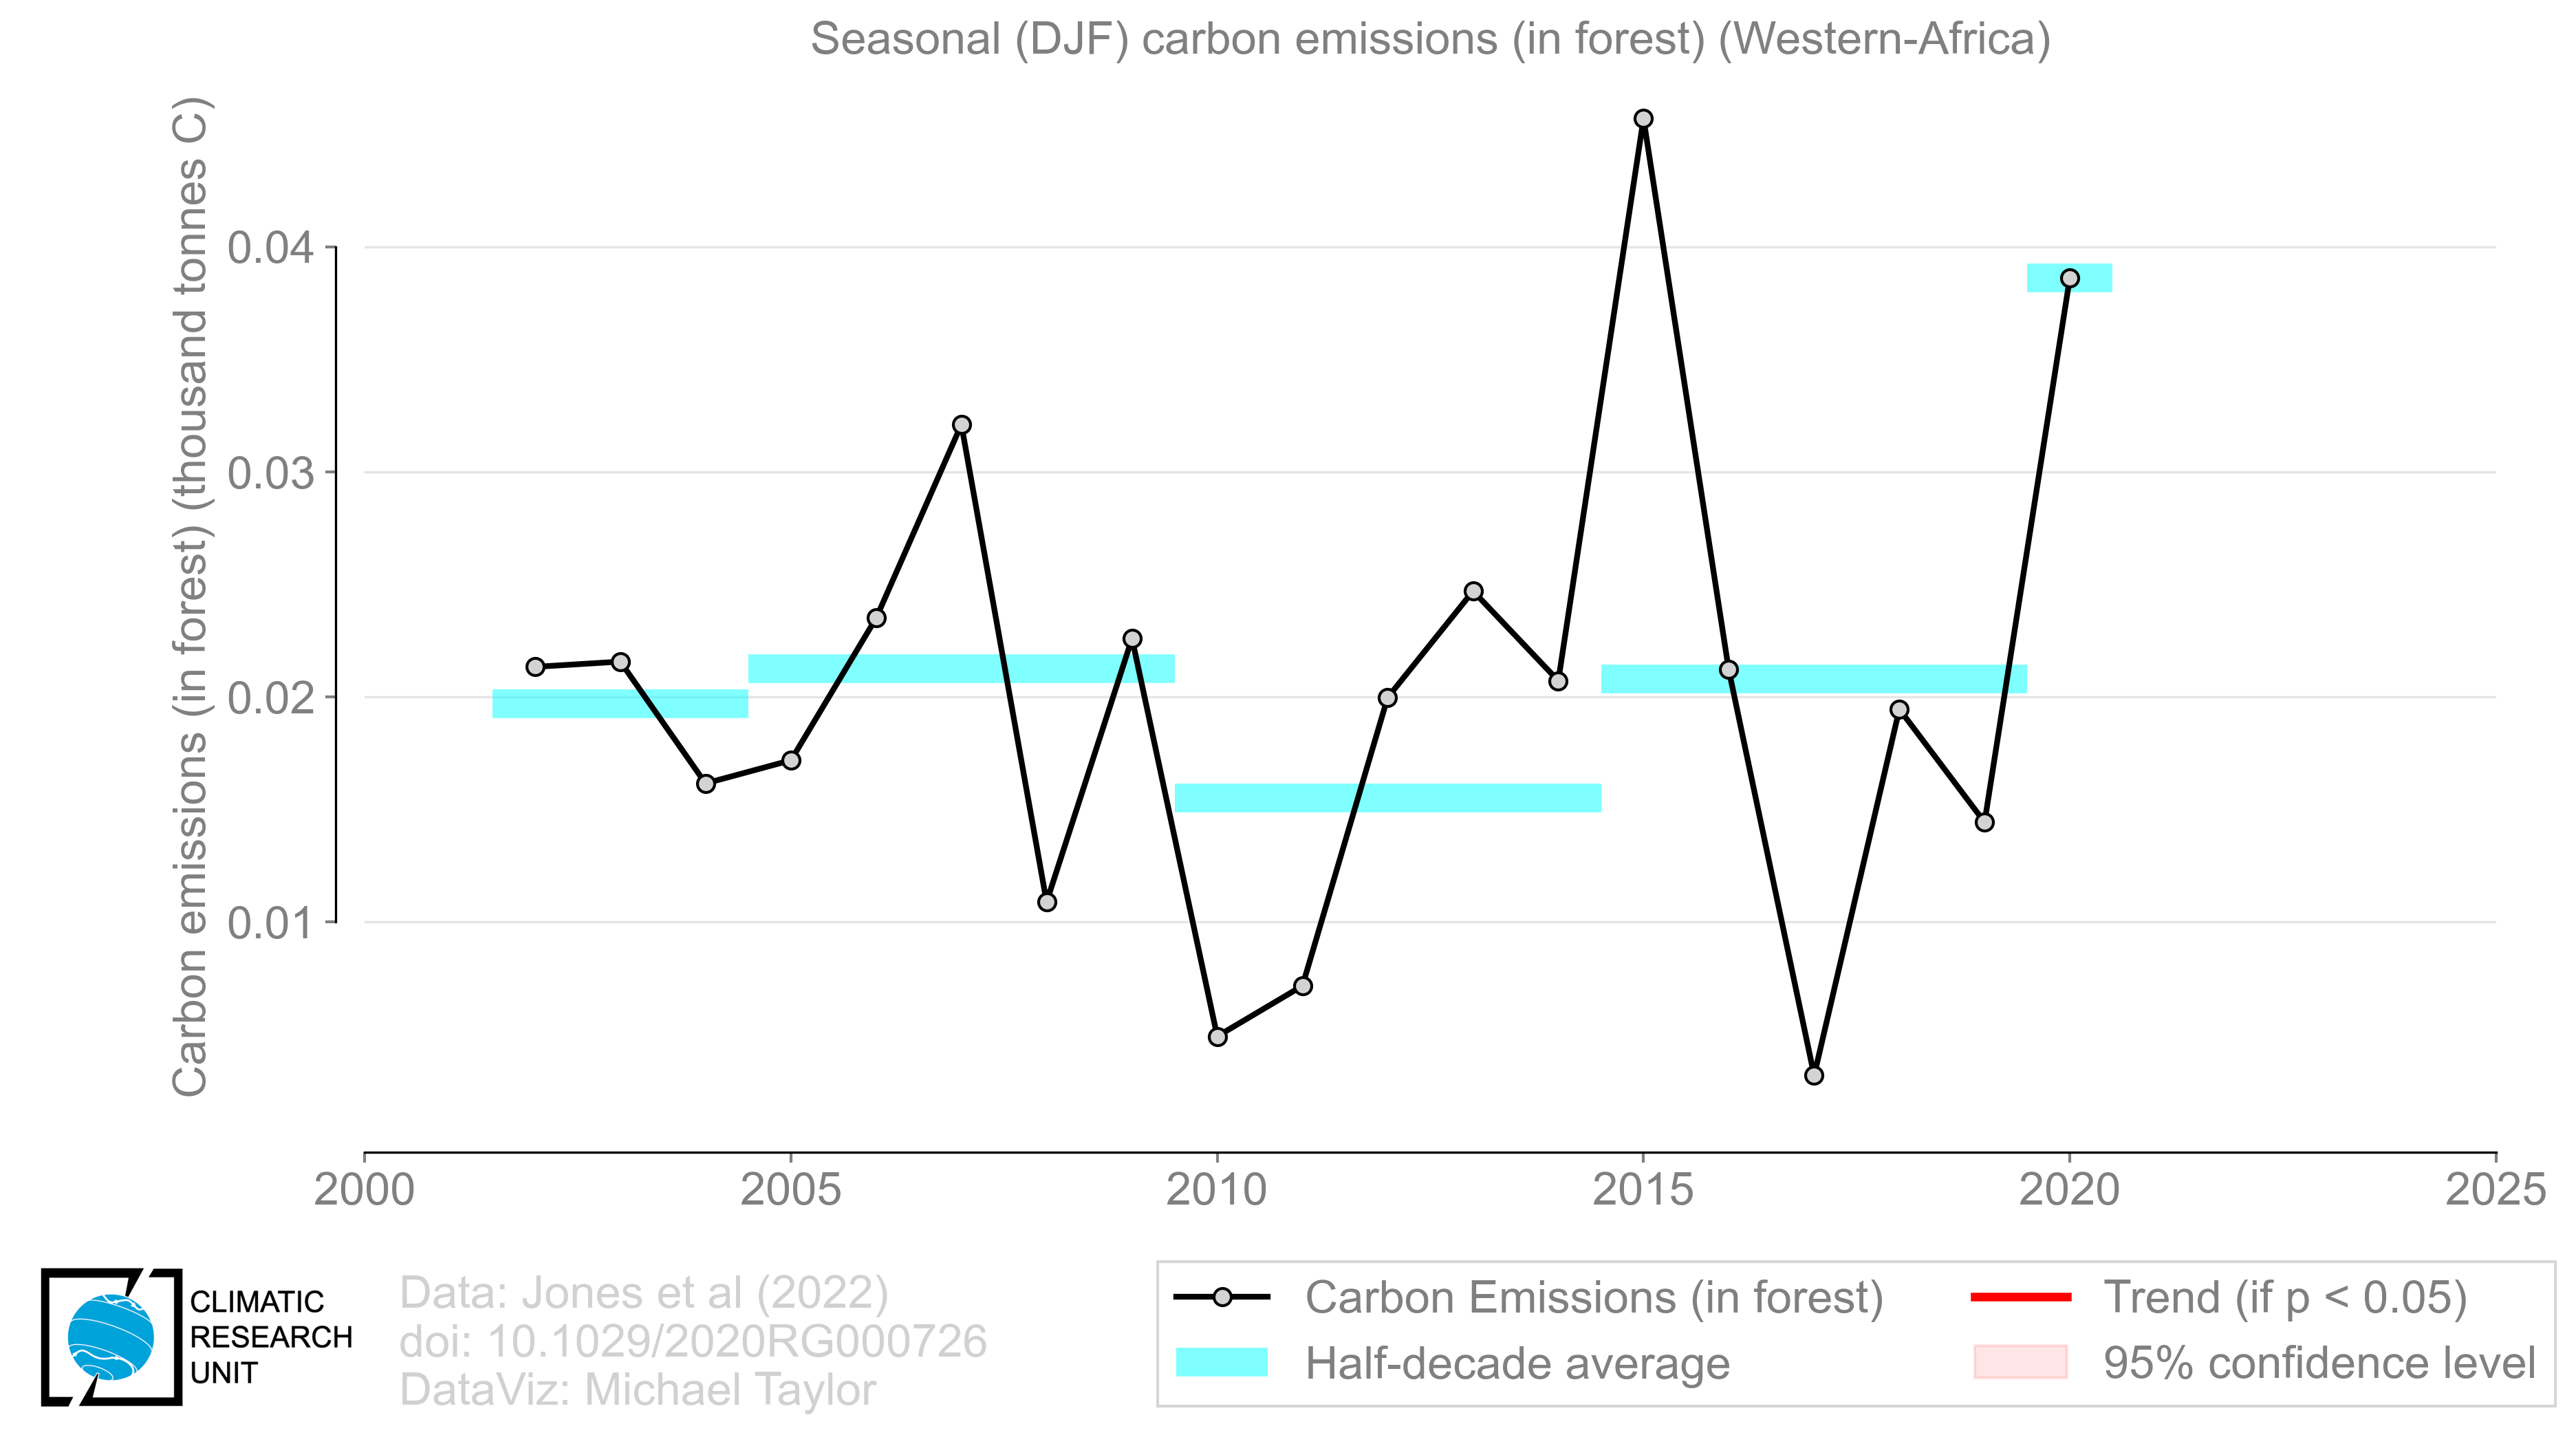 Seasonal (DJF) carbon emissions (in forest) (Western-Africa)
Carbon emissions (in forest) (thousand tonnes C)
0.04
0.03
0.02
0.01
2000
2005
2010
2015
2020
2025
CLIMATIC
RESEARCH
UNIT
Data: Jones et al (2022)
doi: 10.1029/2020RG000726
DataViz: Michael Taylor
Carbon Emissions (in forest)
Half-decade average
Trend (if p < 0.05)
95% confidence level